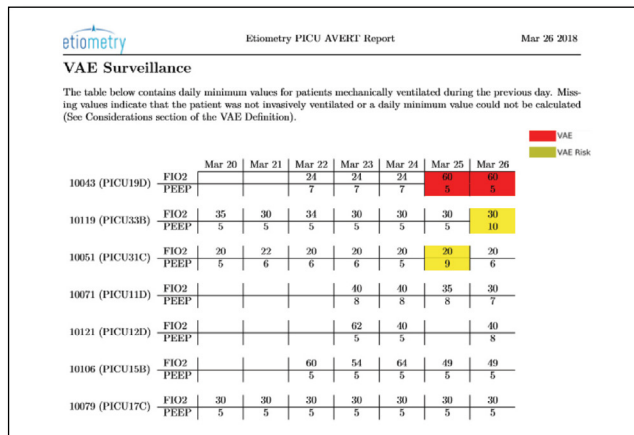 etiometry
Etiometry PICU AVERT Report
Mar 26 2018
VAE Surveillance
The table below contains daily minimum values for patients mechanically ventilated during the previous day. Miss-
ing values indicate that the patient was not invasively ventilated or a daily minimum value could not be calculated
(See Considerations section of the VAE Definition).
VAE
VAE Risk
Mar 20 Mar 21 Mar 22 Mar 23 Mar 24 Mar 25 Mar 26
10043 (PICU19D)
FIO2 24 24 24 60 60
PEEP 7 7 7 5 5
10119 (PICU33B)
FIO2 35 30 34 30 30 30 30
PEEP 5 5 5 5 5 5 10
10051 (PICU31C)
FIO2 20 22 20 20 20 20 20
PEEP 5 6 6 6 5 9 6
10071 (PICU11D)
FIO2 40 40 35 30
PEEP 8 8 8 7
10121 (PICU12D)
FIO2 62 40 40
PEEP 5 5 8
10106 (PICU15B)
FIO2 60 54 64 49 49
PEEP 5 5 5 5 5
10079 (PICU17C)
FIO2 30 30 30 30 30 30 30
PEEP 5 5 5 5 5 5 5